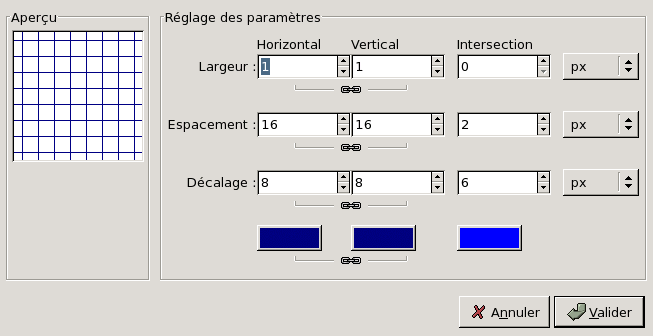 Aperçu
Réglage des paramètres
Horizontal Vertical Intersection
Largeur : 1 1 0 px
Espacement : 16 16 2 px
Décalage : 8 8 6 px
Annuler Valider